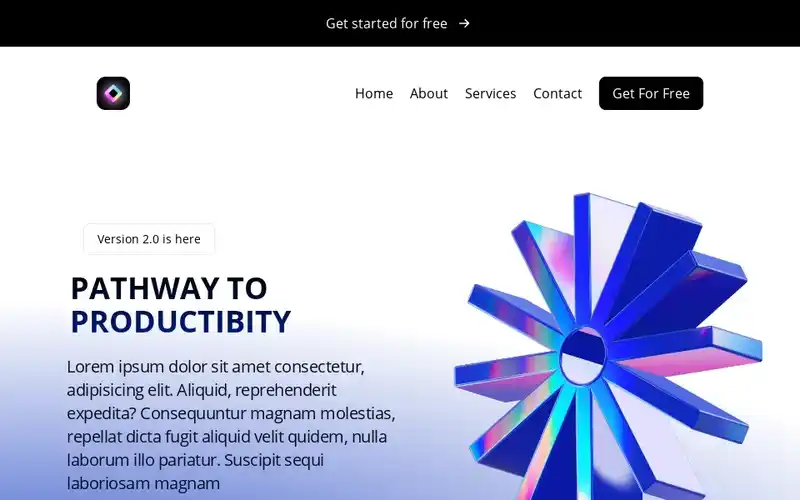 Get started for free →
Home About Services Contact Get For Free
Version 2.0 is here
PATHWAY TO
PRODUCTIBITY
Lorem ipsum dolor sit amet consectetur,
adipisicing elit. Aliquid, reprehenderit
expedita? Consequuntur magnam molestias,
repellat dicta fugit aliquid velit quidem, nulla
laborum illo pariatur. Suscipit sequi
laboriosam magnam